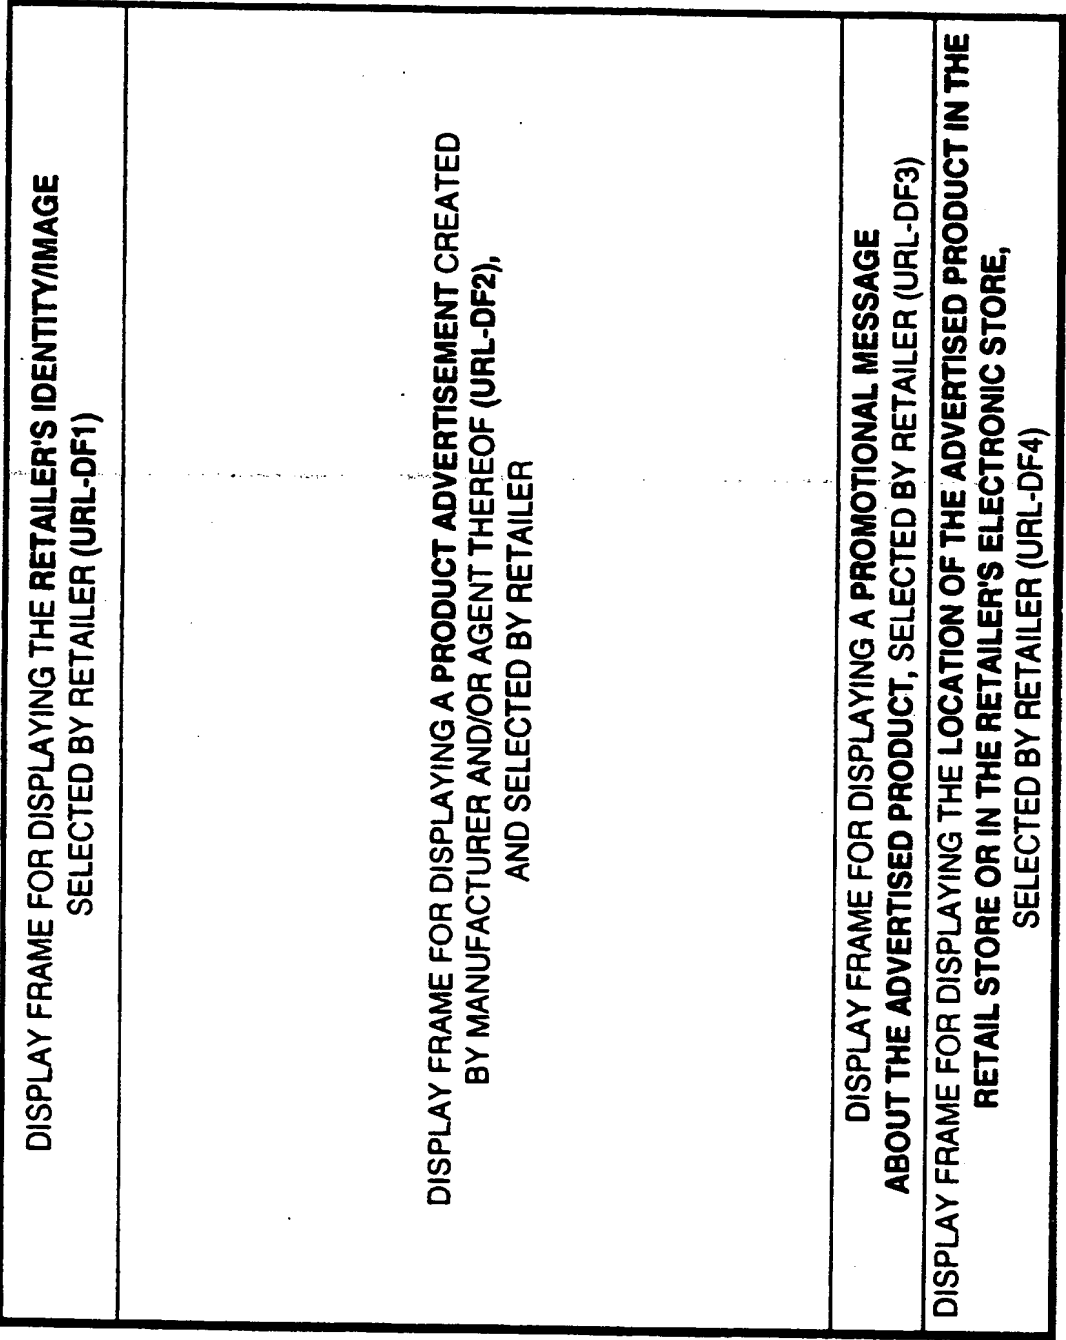 DISPLAY FRAME FOR DISPLAYING THE RETAILER'S IDENTITY/IMAGE
SELECTED BY RETAILER (URL-DF1)
DISPLAY FRAME FOR DISPLAYING A PRODUCT ADVERTISEMENT CREATED
BY MANUFACTURER AND/OR AGENT THEREOF (URL-DF2),
AND SELECTED BY RETAILER
DISPLAY FRAME FOR DISPLAYING A PROMOTIONAL MESSAGE
ABOUT THE ADVERTISED PRODUCT, SELECTED BY RETAILER (URL-DF3)
DISPLAY FRAME FOR DISPLAYING THE LOCATION OF THE ADVERTISED PRODUCT IN THE
RETAIL STORE OR IN THE RETAILER'S ELECTRONIC STORE,
SELECTED BY RETAILER (URL-DF4)